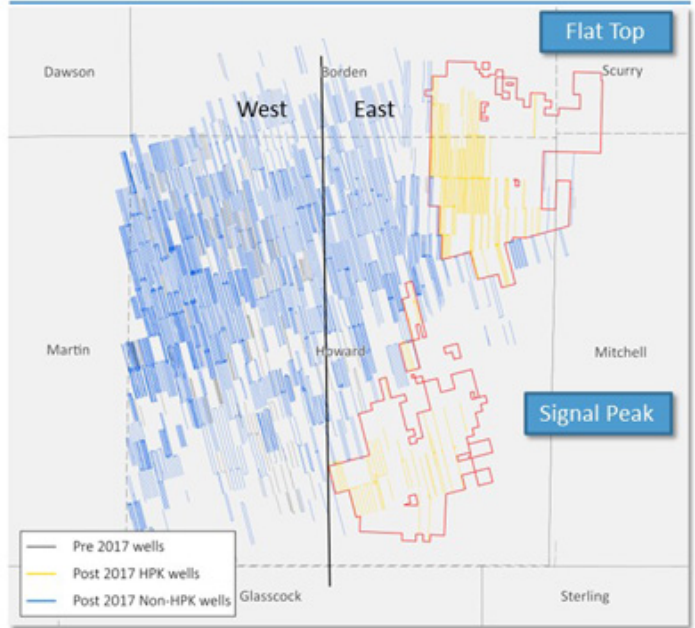 Flat Top
Dawson
Borden
Scurry
West
East
Martin
Howard
Mitchell
Signal Peak
Pre 2017 wells
Post 2017 HPK wells
Post 2017 Non-HPK wells
Glasscock
Sterling